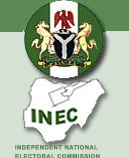 INEC
INDEPENDENT NATIONAL
ELECTORAL COMMISSION